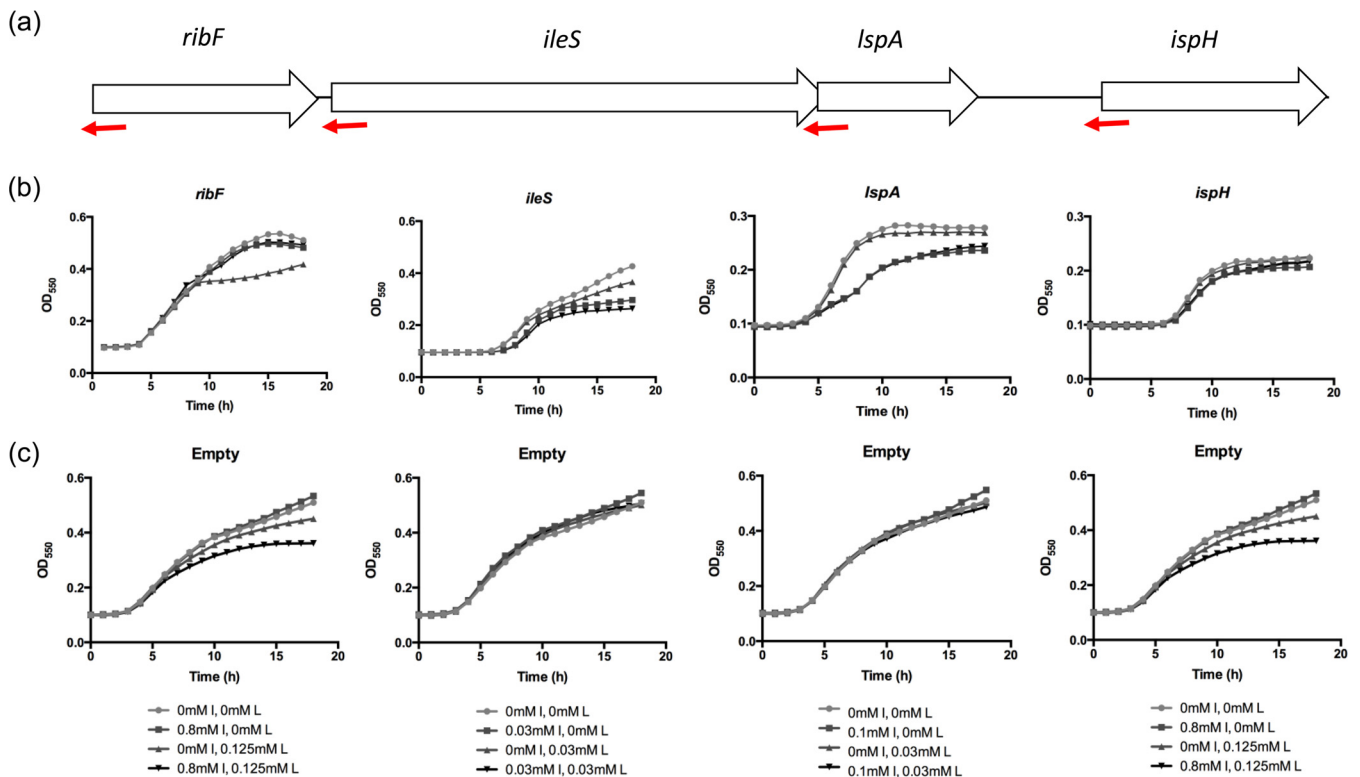 (a)
ribF ileS lspA ispH
(b)
ribF ileS lspA ispH
0.6 0.6 0.3 0.3
0.4 0.4 0.2 0.2
0.2 0.2 0.1 0.1
0.0 0.0 0.0 0.0
OD550 OD550 OD550 OD550
0 5 10 15 20 0 5 10 15 20 0 5 10 15 20 0 5 10 15 20
Time (h) Time (h) Time (h) Time (h)
(c)
Empty Empty Empty Empty
0.6 0.6 0.6 0.6
0.4 0.4 0.4 0.4
0.2 0.2 0.2 0.2
0.0 0.0 0.0 0.0
OD550 OD550 OD550 OD550
0 5 10 15 20 0 5 10 15 20 0 5 10 15 20 0 5 10 15 20
Time (h) Time (h) Time (h) Time (h)
0mM I, 0mM L 0mM I, 0mM L 0mM I, 0mM L 0mM I, 0mM L
0.8mM I, 0mM L 0.03mM I, 0mM L 0.1mM I, 0mM L 0.8mM I, 0mM L
0mM I, 0.125mM L 0mM I, 0.03mM L 0mM I, 0.03mM L 0mM I, 0.125mM L
0.8mM I, 0.125mM L 0.03mM I, 0.03mM L 0.1mM I, 0.03mM L 0.8mM I, 0.125mM L